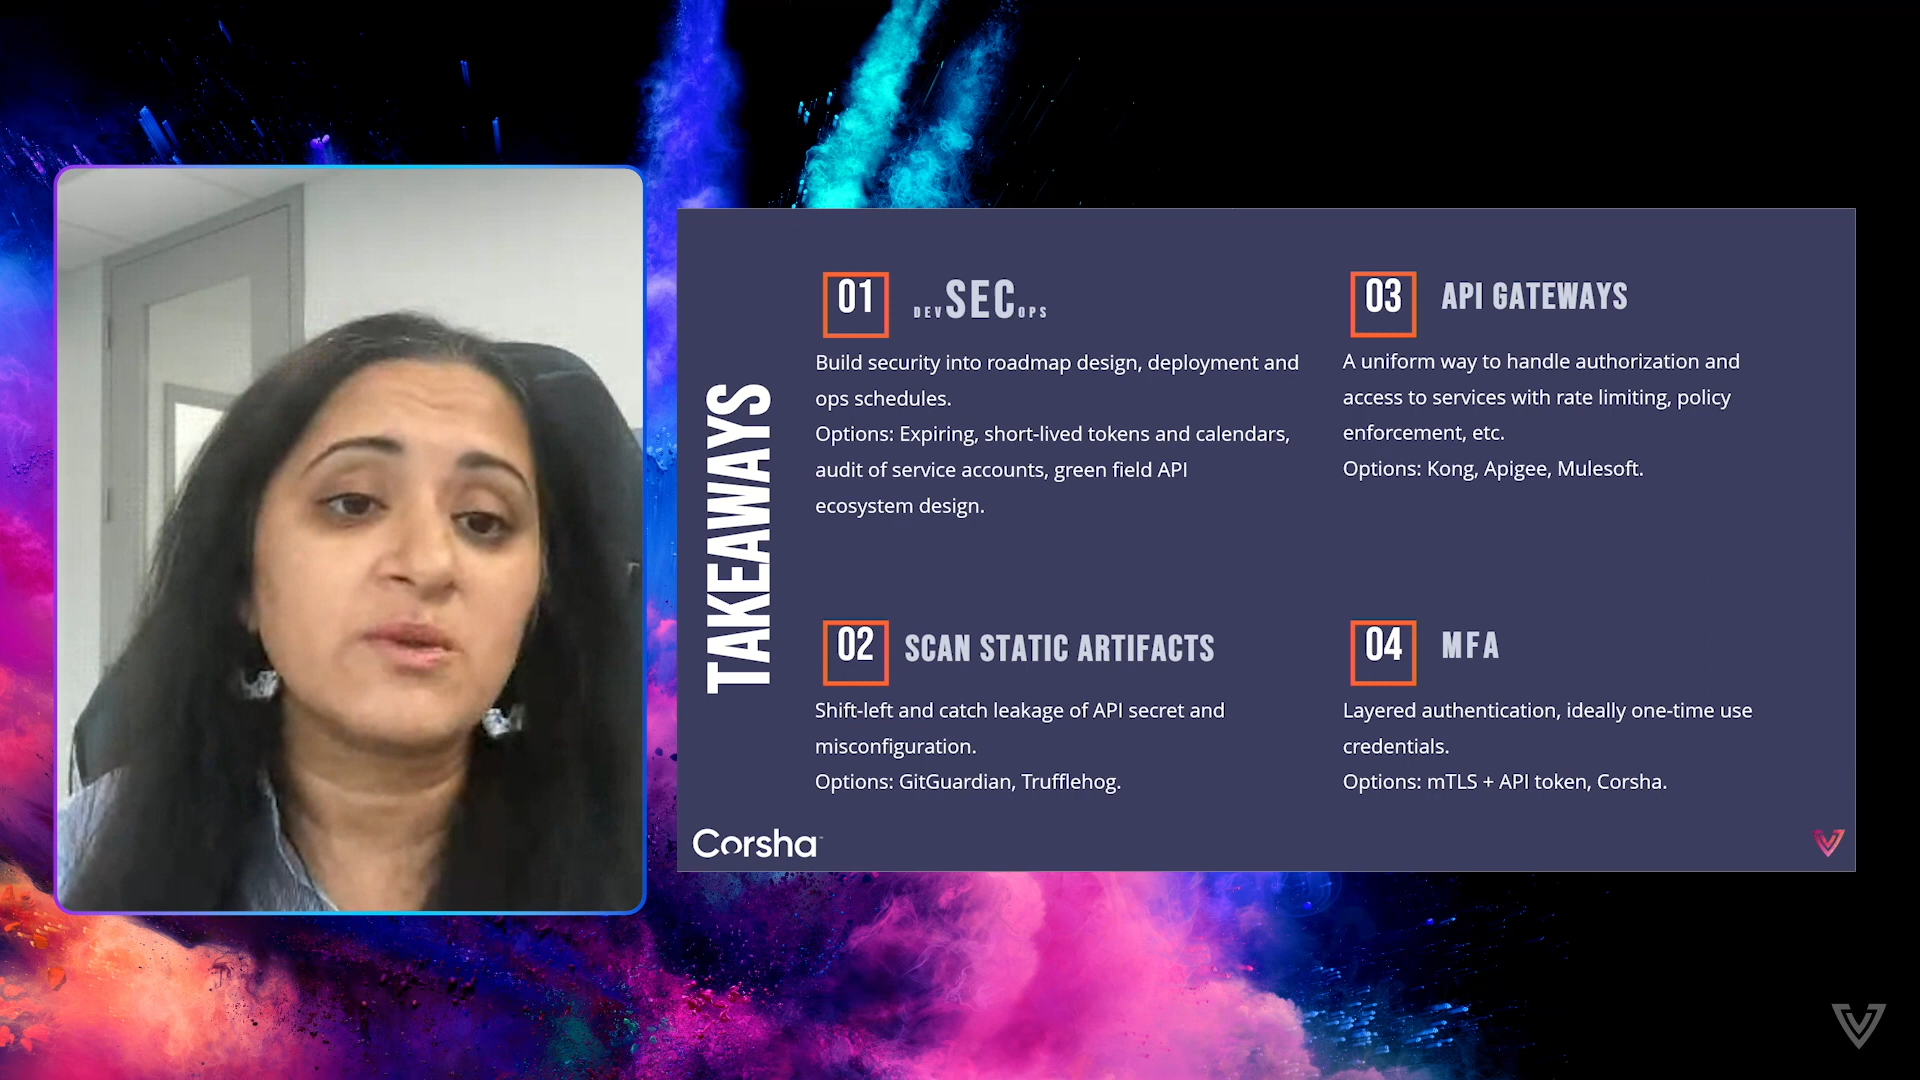 TAKEAWAYS
01
DEVSECOPS
Build security into roadmap design, deployment and
ops schedules.
Options: Expiring, short-lived tokens and calendars,
audit of service accounts, green field API
ecosystem design.
02
SCAN STATIC ARTIFACTS
Shift-left and catch leakage of API secret and
misconfiguration.
Options: GitGuardian, Trufflehog.
03
API GATEWAYS
A uniform way to handle authorization and
access to services with rate limiting, policy
enforcement, etc.
Options: Kong, Apigee, Mulesoft.
04
MFA
Layered authentication, ideally one-time use
credentials.
Options: mTLS + API token, Corsha.
Corsha